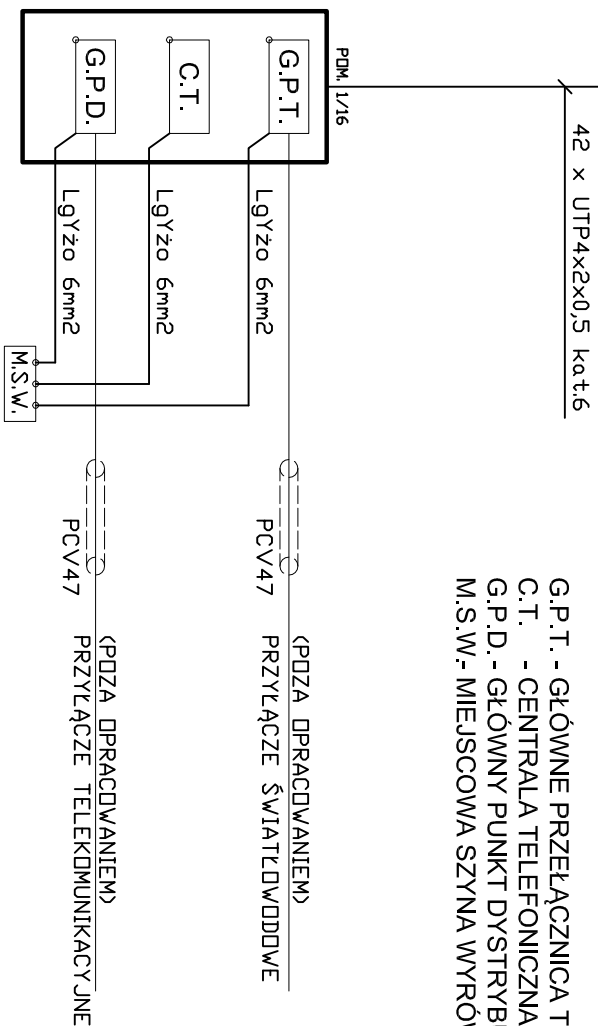 42 x UTP4x2x0,5 kat.6
G.P.T. - GŁÓWNE PRZEŁĄCZNICA T
C.T. - CENTRALA TELEFONICZNA
G.P.D. - GŁÓWNY PUNKT DYSTRYB
M.S.W.- MIEJSCOWA SZYNA WYRÓ
POM. 1/16
G.P.T.
(POZA OPRACOWANIEM)
LgYżo 6mm2
PCV47
PRZYŁĄCZE ŚWIATŁOWODOWE
C.T.
LgYżo 6mm2
G.P.D.
(POZA OPRACOWANIEM)
LgYżo 6mm2
PCV47
PRZYŁĄCZE TELEKOMUNIKACYJNE
M.S.W.